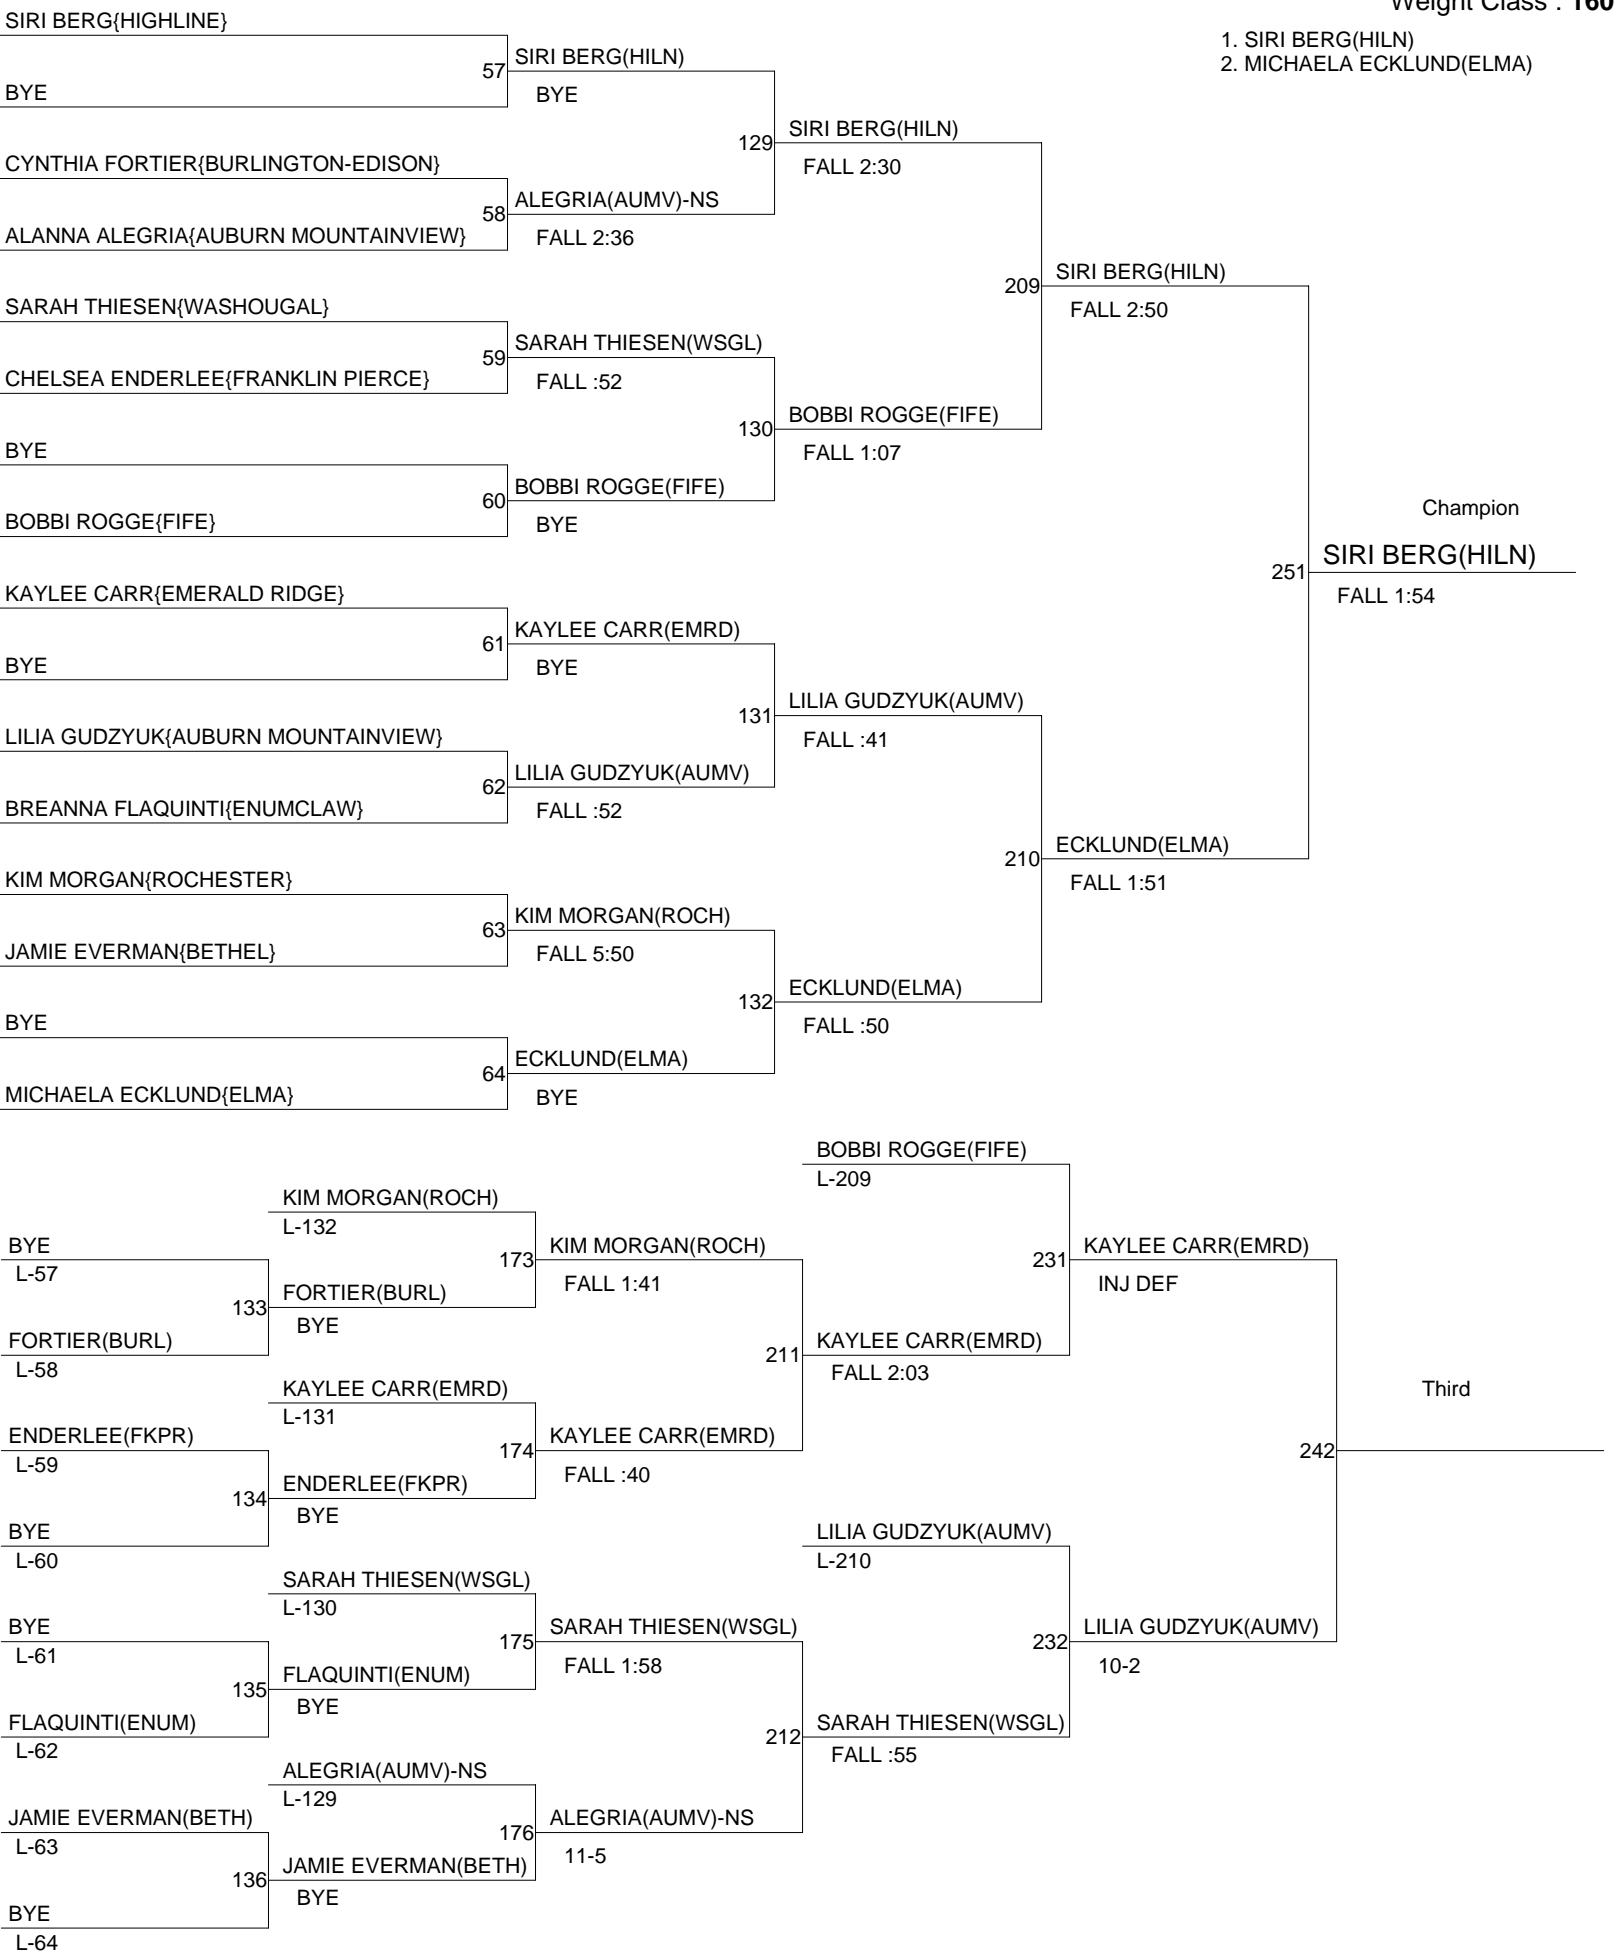 Weight Class : 160
1. SIRI BERG(HILN)
2. MICHAELA ECKLUND(ELMA)
SIRI BERG{HIGHLINE}
57
SIRI BERG(HILN)
BYE
BYE
129
SIRI BERG(HILN)
FALL 2:30
CYNTHIA FORTIER{BURLINGTON-EDISON}
58
ALEGRIA(AUMV)-NS
FALL 2:36
ALANNA ALEGRIA{AUBURN MOUNTAINVIEW}
209
SIRI BERG(HILN)
FALL 2:50
SARAH THIESEN{WASHOUGAL}
59
SARAH THIESEN(WSGL)
FALL :52
CHELSEA ENDERLEE{FRANKLIN PIERCE}
130
BOBBI ROGGE(FIFE)
FALL 1:07
BYE
60
BOBBI ROGGE(FIFE)
BYE
BOBBI ROGGE{FIFE}
Champion
251
SIRI BERG(HILN)
FALL 1:54
KAYLEE CARR{EMERALD RIDGE}
61
KAYLEE CARR(EMRD)
BYE
BYE
131
LILIA GUDZYUK(AUMV)
FALL :41
LILIA GUDZYUK{AUBURN MOUNTAINVIEW}
62
LILIA GUDZYUK(AUMV)
FALL :52
BREANNA FLAQUINTI{ENUMCLAW}
210
ECKLUND(ELMA)
FALL 1:51
KIM MORGAN{ROCHESTER}
63
KIM MORGAN(ROCH)
FALL 5:50
JAMIE EVERMAN{BETHEL}
132
ECKLUND(ELMA)
FALL :50
BYE
64
ECKLUND(ELMA)
BYE
MICHAELA ECKLUND{ELMA}
BOBBI ROGGE(FIFE)
L-209
KIM MORGAN(ROCH)
L-132
BYE
L-57
173
KIM MORGAN(ROCH)
FALL 1:41
231
KAYLEE CARR(EMRD)
INJ DEF
133
FORTIER(BURL)
BYE
FORTIER(BURL)
L-58
211
KAYLEE CARR(EMRD)
FALL 2:03
KAYLEE CARR(EMRD)
L-131
Third
ENDERLEE(FKPR)
L-59
174
KAYLEE CARR(EMRD)
FALL :40
242
134
ENDERLEE(FKPR)
BYE
BYE
L-60
LILIA GUDZYUK(AUMV)
L-210
SARAH THIESEN(WSGL)
L-130
BYE
L-61
175
SARAH THIESEN(WSGL)
FALL 1:58
232
LILIA GUDZYUK(AUMV)
10-2
135
FLAQUINTI(ENUM)
BYE
FLAQUINTI(ENUM)
L-62
212
SARAH THIESEN(WSGL)
FALL :55
ALEGRIA(AUMV)-NS
L-129
JAMIE EVERMAN(BETH)
L-63
176
ALEGRIA(AUMV)-NS
11-5
136
JAMIE EVERMAN(BETH)
BYE
BYE
L-64